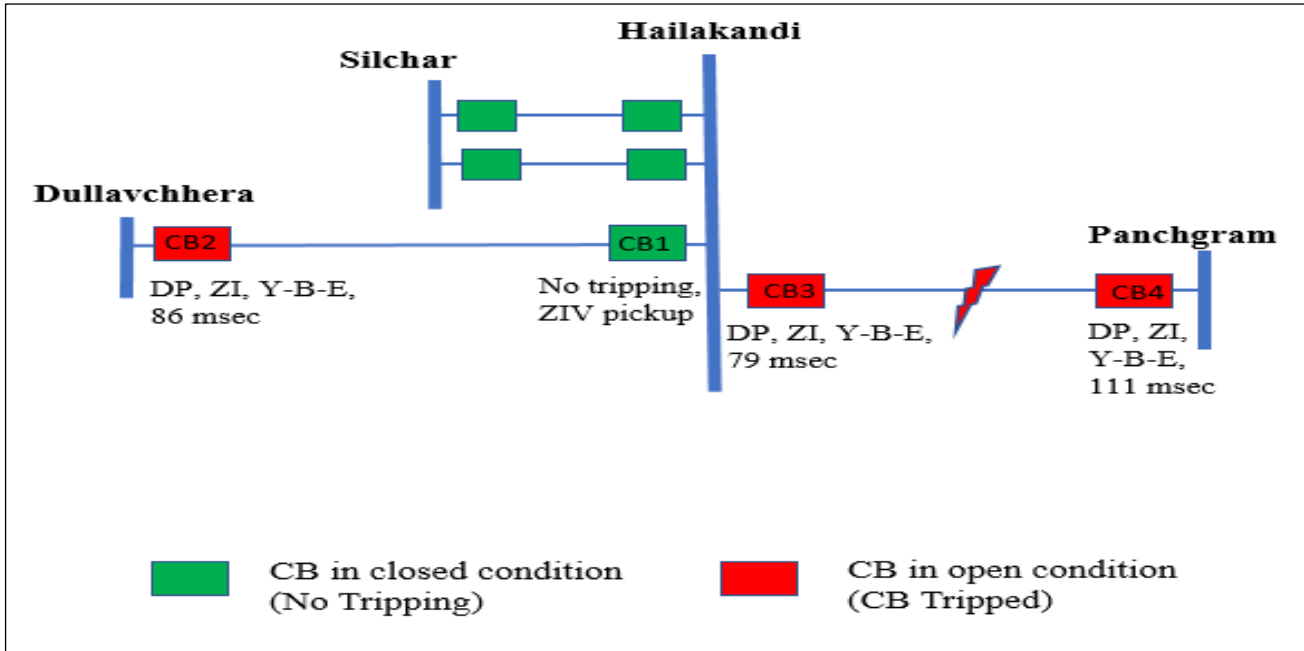 Hailakandi
Silchar
Dullavchhera
CB2
CB1
Panchgram
DP, ZI, Y-B-E,
86 msec
No tripping,
ZIV pickup
CB3
CB4
DP, ZI, Y-B-E,
79 msec
DP, ZI,
Y-B-E,
111 msec
CB in closed condition
(No Tripping)
CB in open condition
(CB Tripped)